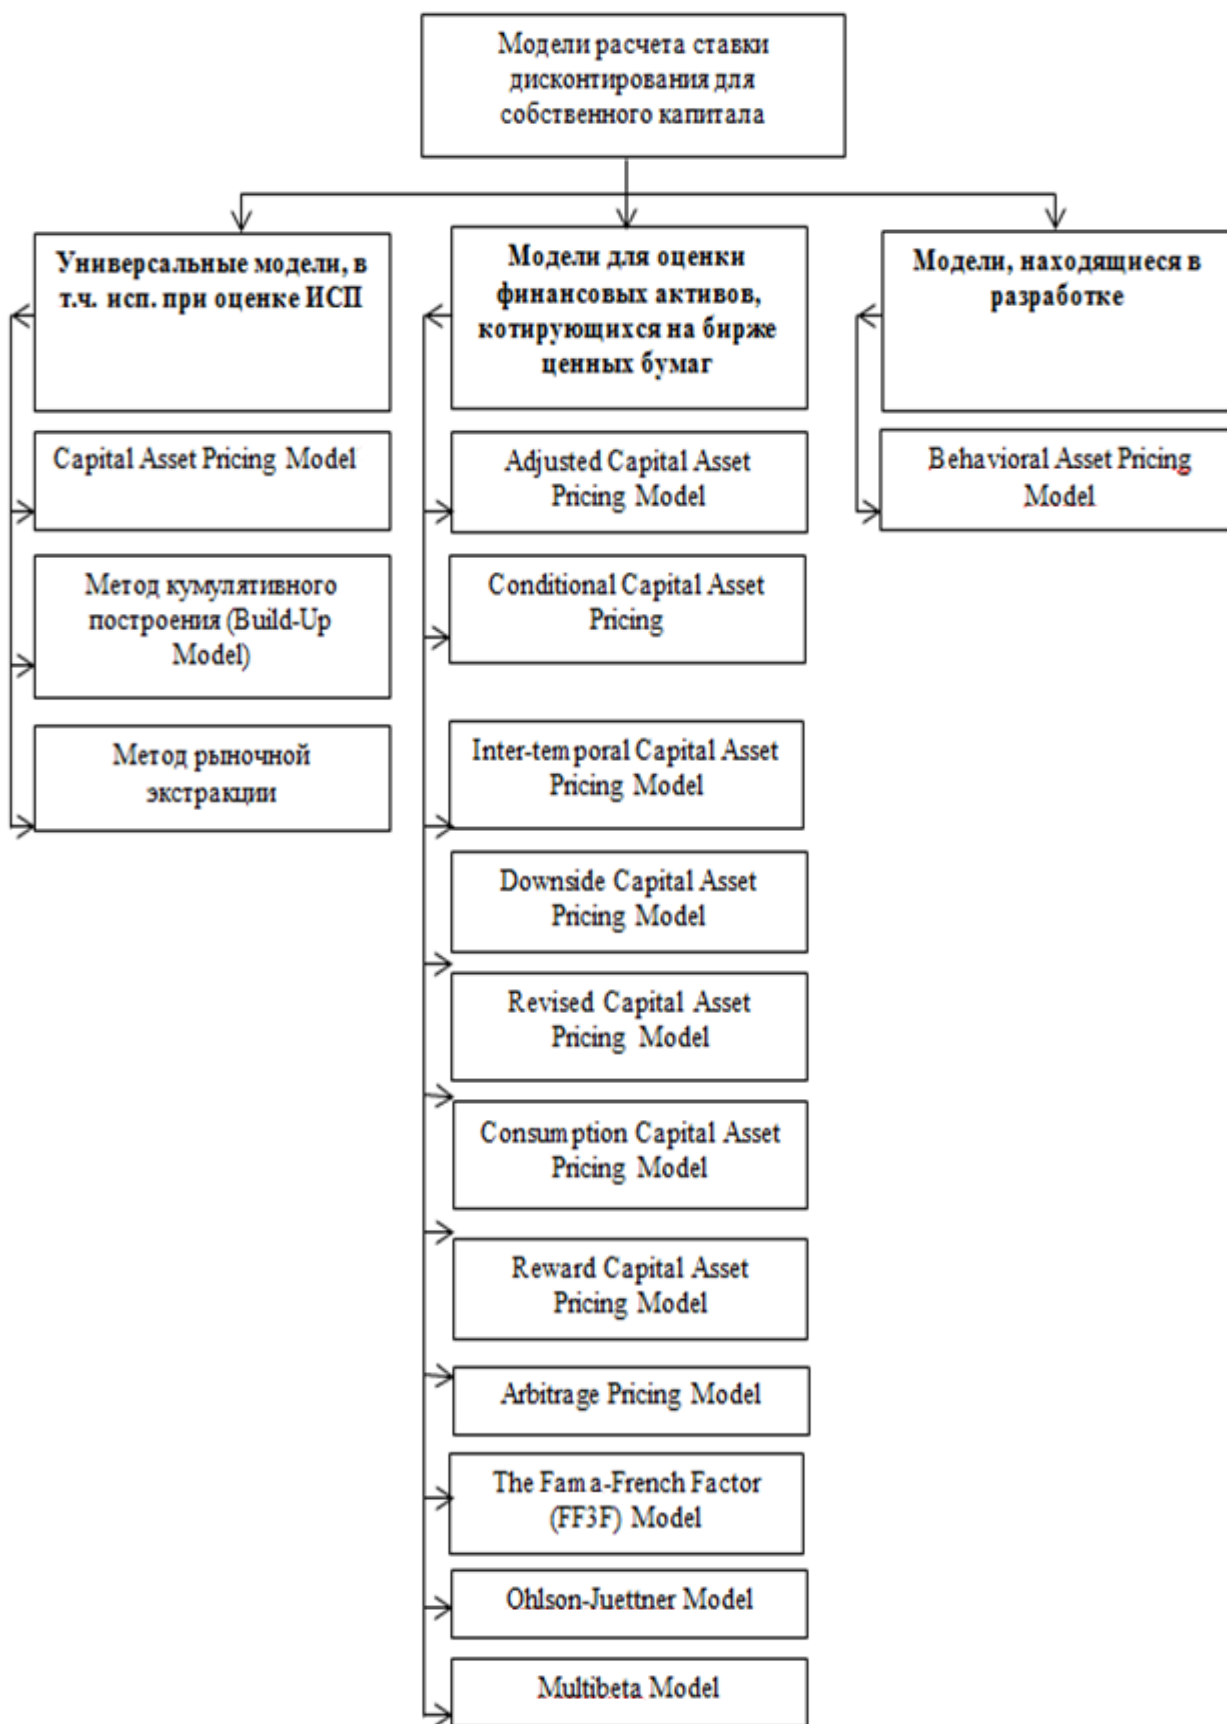 Модели расчета ставки
дисконтирования для
собственного капитала
Универсальные модели, в
т.ч. исп. при оценке ИСП
Capital Asset Pricing Model
Метод кумулятивного
построения (Build-Up
Model)
Метод рыночной
экстракции
Модели для оценки
финансовых активов,
котирующихся на бирже
ценных бумаг
Adjusted Capital Asset
Pricing Model
Conditional Capital Asset
Pricing
Inter-temporal Capital Asset
Pricing Model
Downside Capital Asset
Pricing Model
Revised Capital Asset
Pricing Model
Consumption Capital Asset
Pricing Model
Reward Capital Asset
Pricing Model
Arbitrage Pricing Model
The Fama-French Factor
(FF3F) Model
Ohlson-Juettner Model
Multibeta Model
Модели, находящиеся в
разработке
Behavioral Asset Pricing
Model